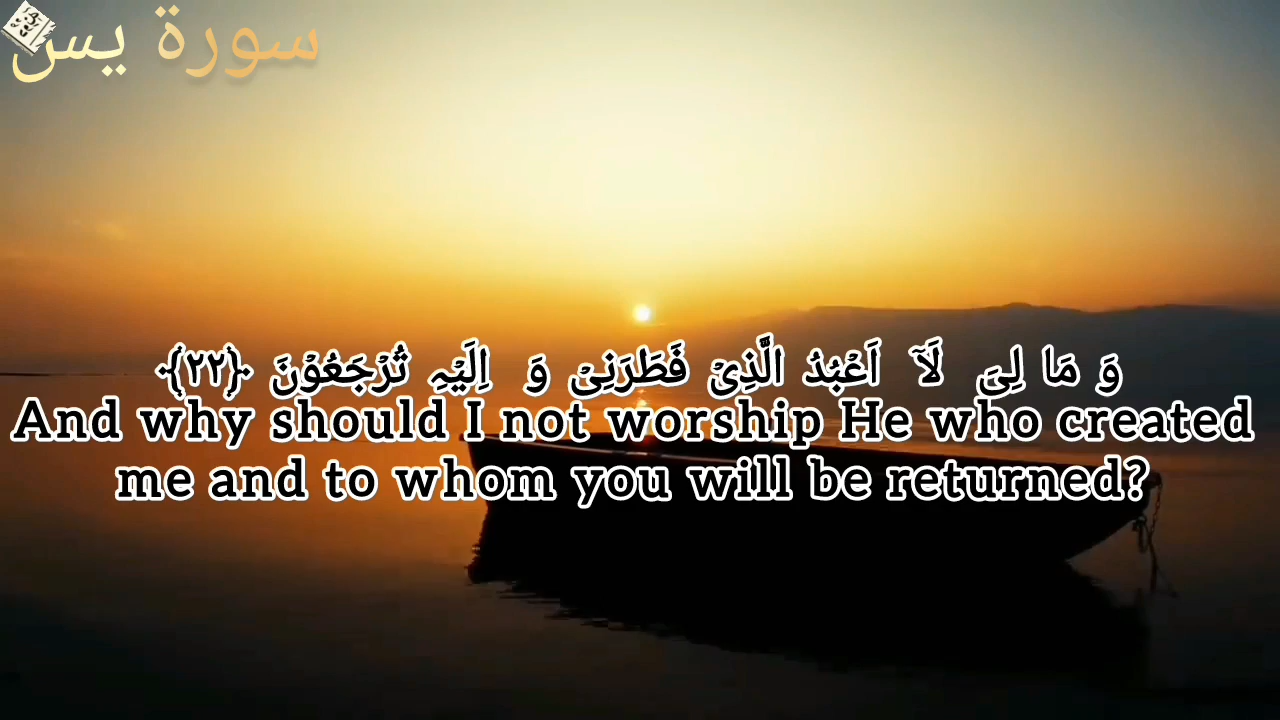 سورة يس
وَ مَا لِیَ لَاۤ اَعۡبُدُ الَّذِیۡ فَطَرَنِیۡ وَ اِلَیۡہِ تُرۡجَعُوۡنَ ﴿۲۲﴾
And why should I not worship He who created
me and to whom you will be returned?